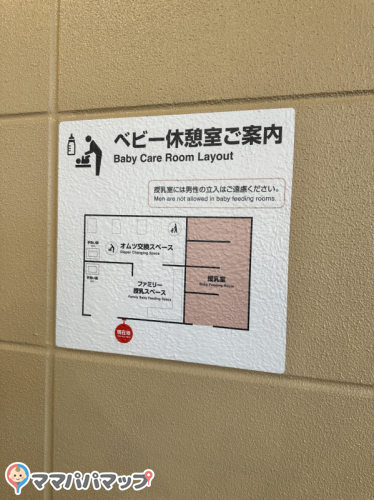 ベビー休憩室ご案内
Baby Care Room Layout
授乳室には男性の立入はご遠慮ください。
Men are not allowed in baby feeding rooms.
オムツ交換スペース
Diaper Changing Space
ファミリー
授乳スペース
Family Baby Feeding Space
授乳室
Baby Feeding Room
現在地
ママパパマップ